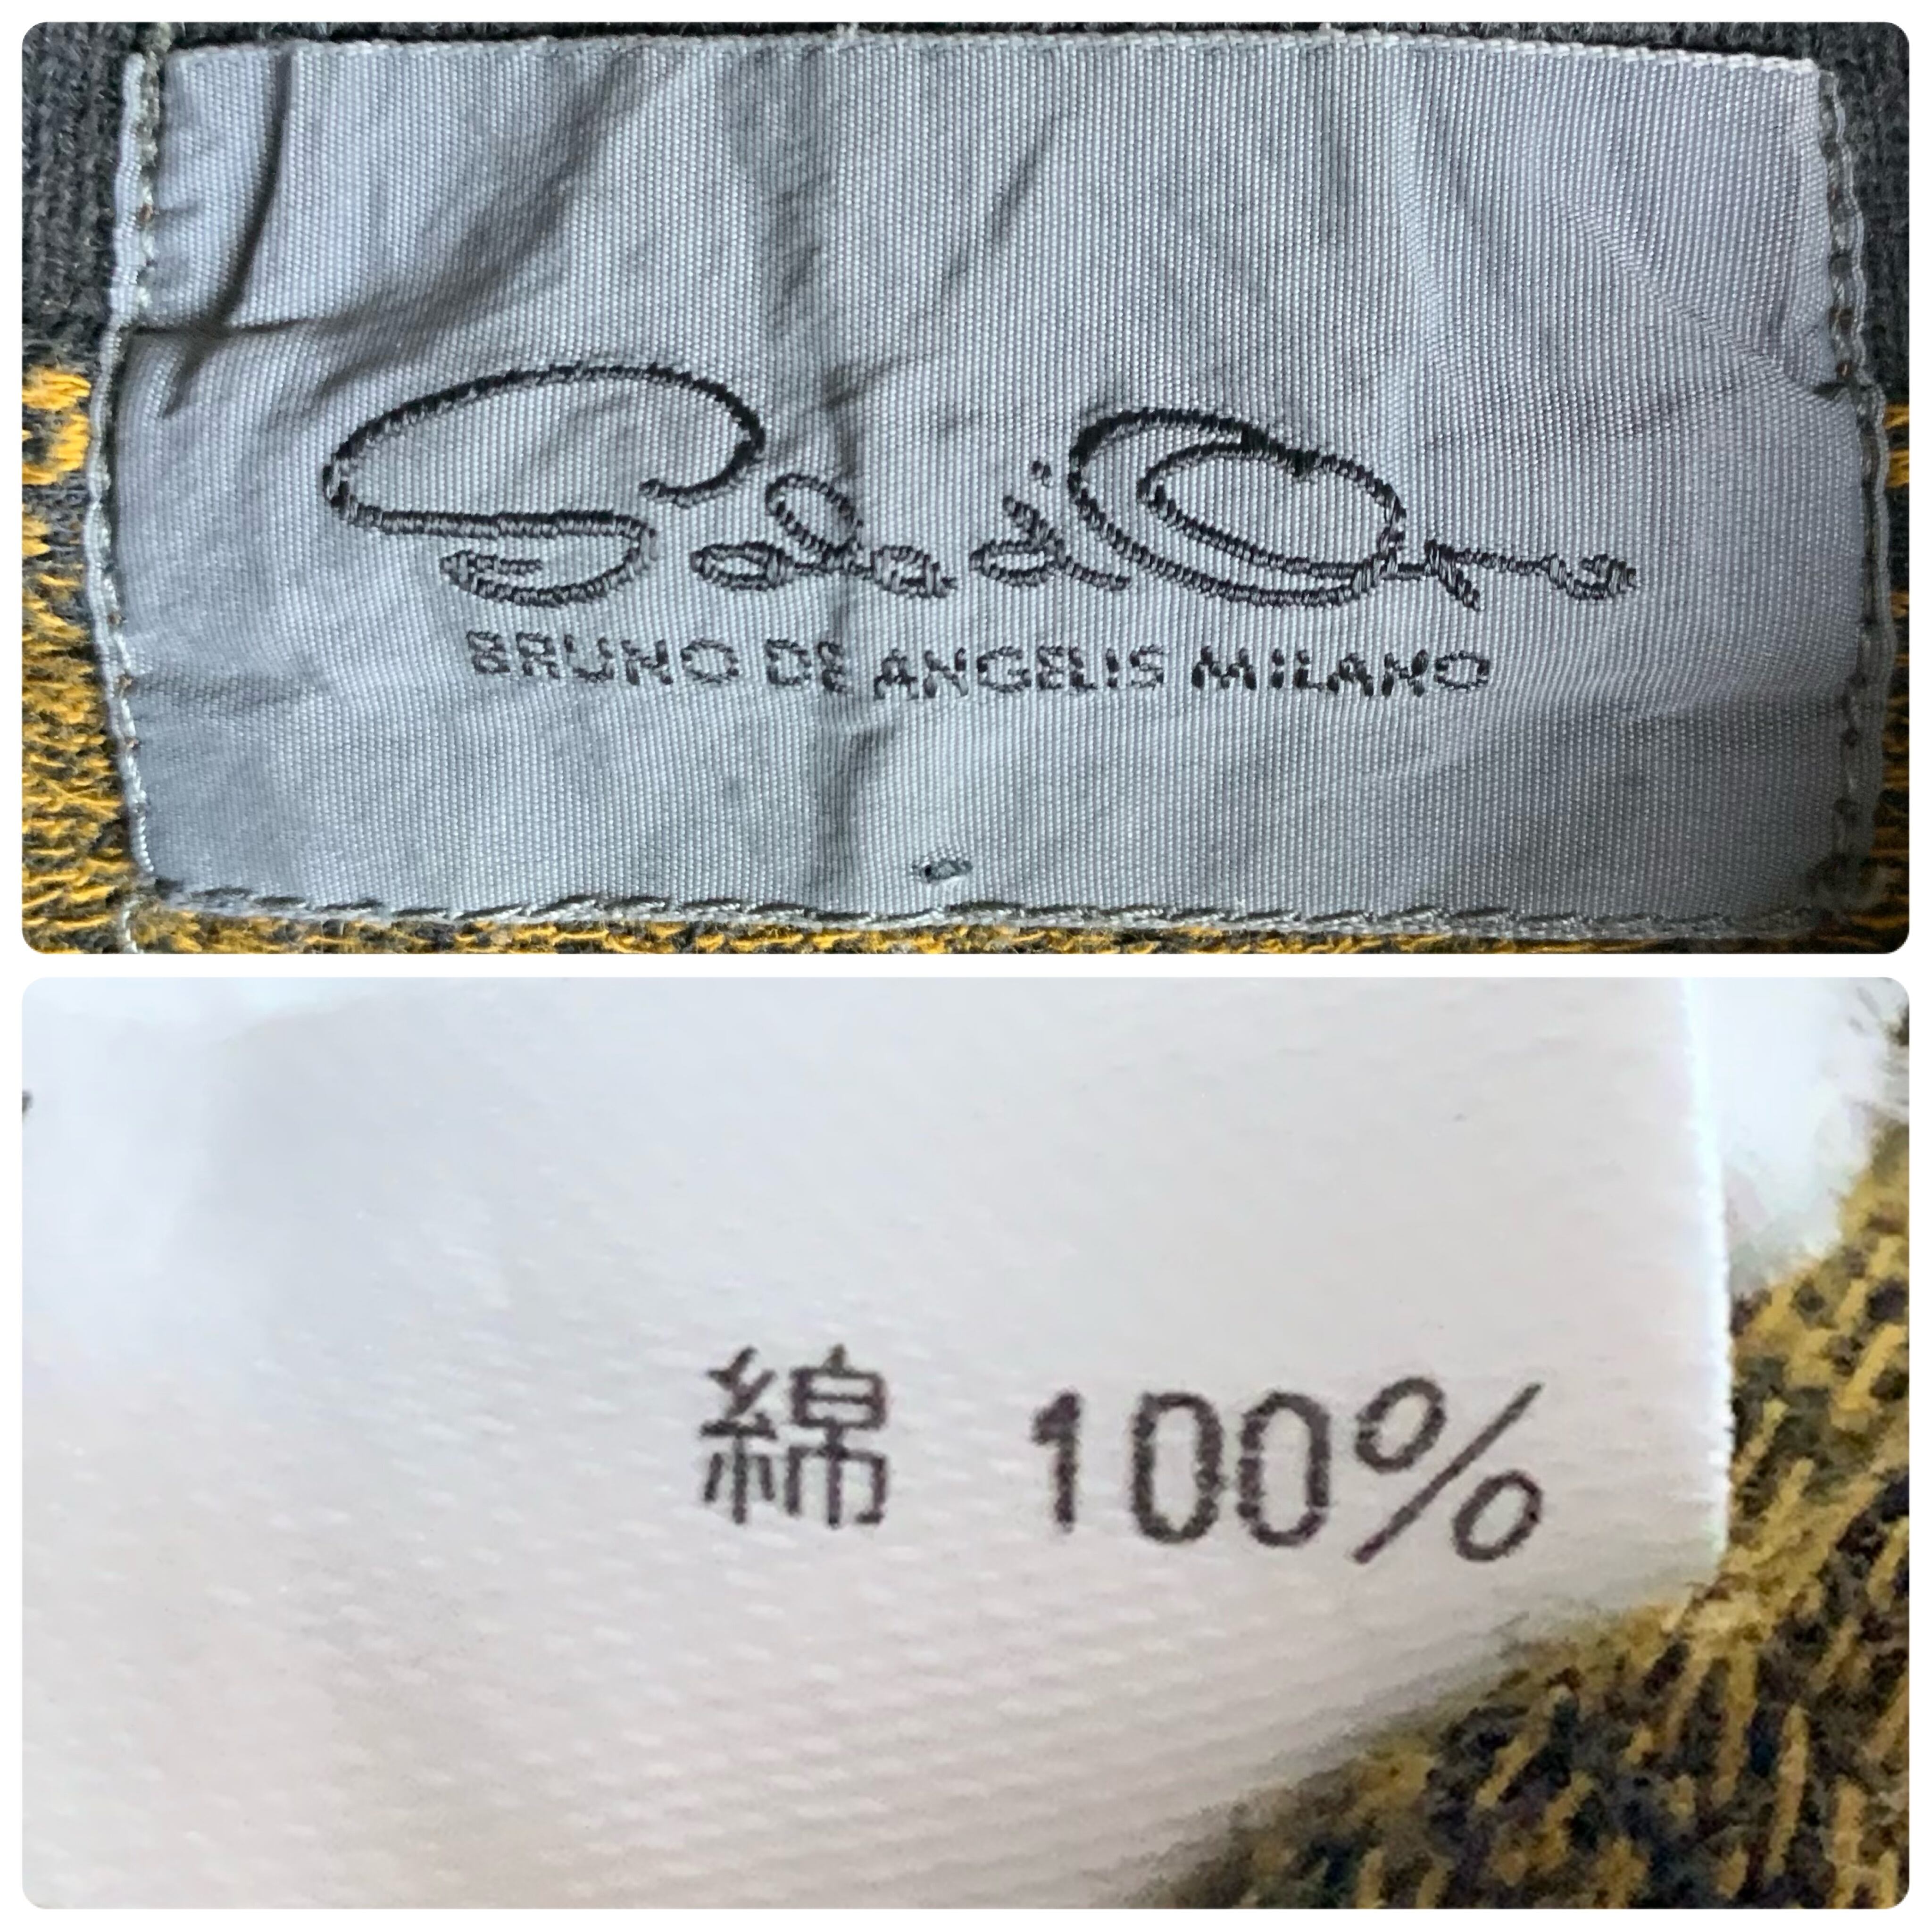 BRUNO DE ANGELIS MILANO
綿 100%